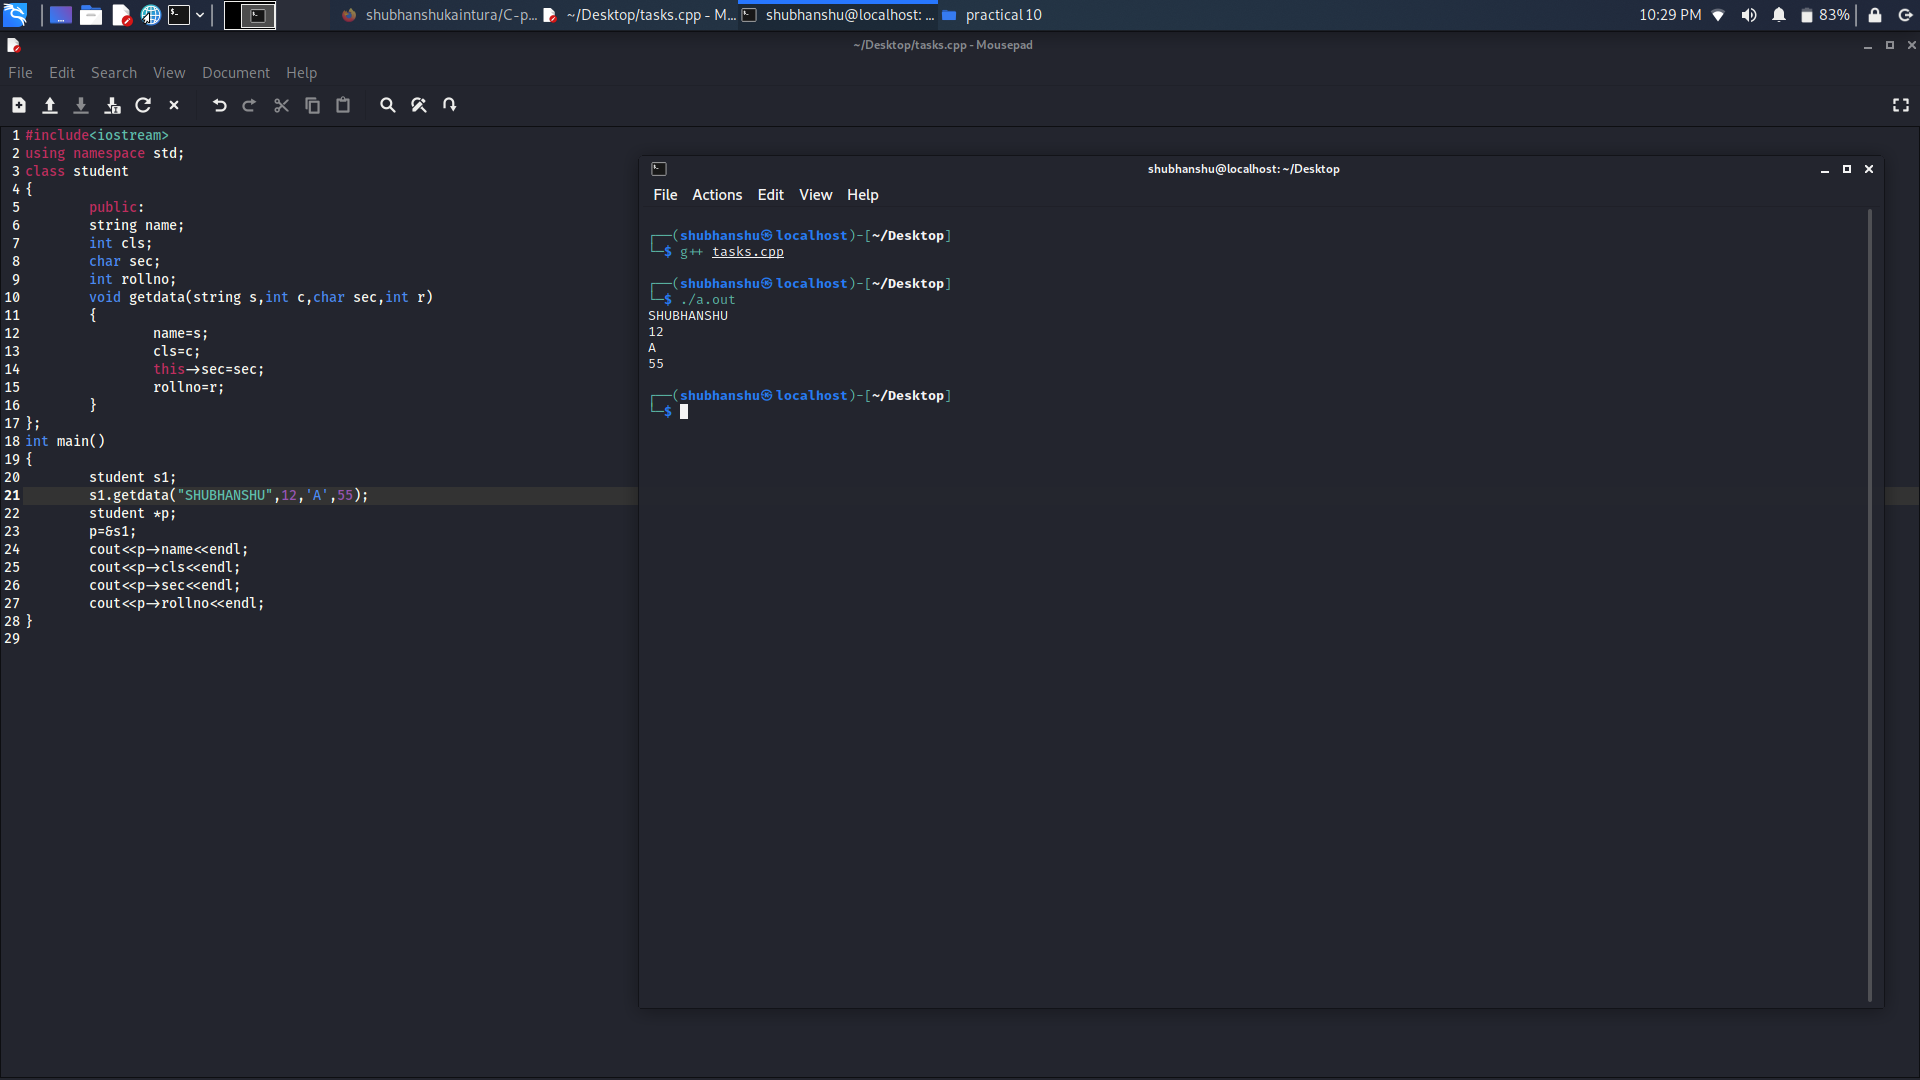 shubhanshukaintura/C-p... ~/Desktop/tasks.cpp - M... shubhanshu@localhost: ... practical 10 10:29 PM 83%
~/Desktop/tasks.cpp - Mousepad
File Edit Search View Document Help
1 #include<iostream>
2 using namespace std;
3 class student
4 {
5 public:
6 string name;
7 int cls;
8 char sec;
9 int rollno;
10 void getdata(string s,int c,char sec,int r)
11 {
12 name=s;
13 cls=c;
14 this->sec=sec;
15 rollno=r;
16 }
17 };
18 int main()
19 {
20 student s1;
21 s1.getdata("SHUBHANSHU",12,'A',55);
22 student *p;
23 p=&s1;
24 cout<<p->name<<endl;
25 cout<<p->cls<<endl;
26 cout<<p->sec<<endl;
27 cout<<p->rollno<<endl;
28 }
29
shubhanshu@localhost: ~/Desktop
File Actions Edit View Help
┌──(shubhanshu㉿localhost)-[~/Desktop]
└─$ g++ tasks.cpp
┌──(shubhanshu㉿localhost)-[~/Desktop]
└─$ ./a.out
SHUBHANSHU
12
A
55
┌──(shubhanshu㉿localhost)-[~/Desktop]
└─$